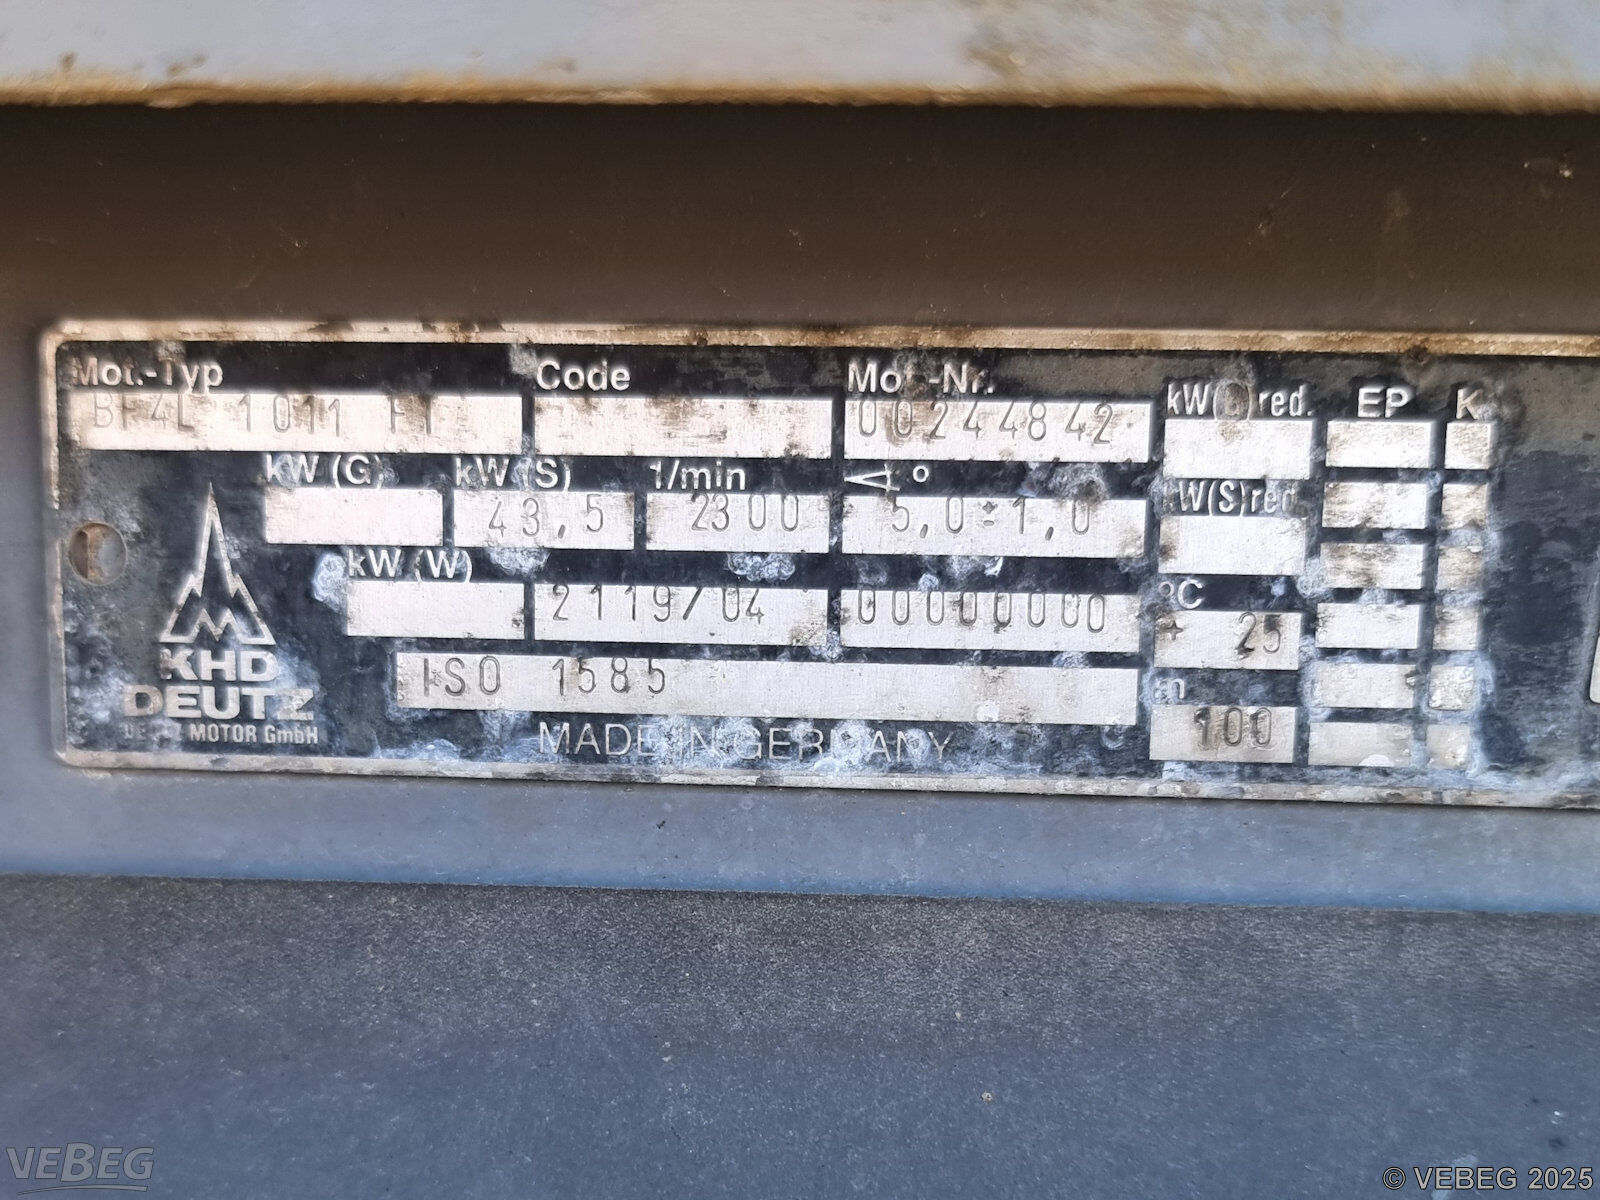 Mot.-Typ Code Mot.-Nr. kW(G)red. EP K
BF4L 1011 FT 00244842
kW (G) kW (S) 1/min ° kW(S)red.
43,5 2300 5,0±1,0
kW (W) °C
2119/04 00000000 + 25
ISO 1585 m
100
KHD
DEUTZ
DEUTZ MOTOR GmbH
MADE IN GERMANY
VEBEG
© VEBEG 2025